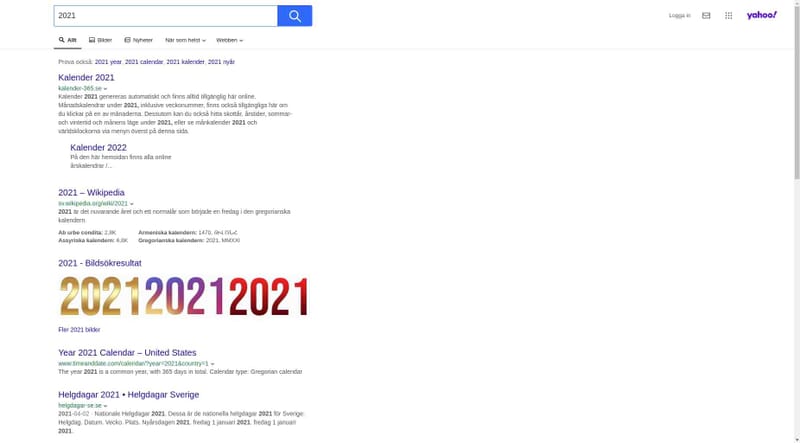 2021
Logga in
yahoo!
Allt
Bilder
Nyheter
När som helst
Webben
Prova också: 2021 year, 2021 calendar, 2021 kalender, 2021 nyår
Kalender 2021
kalender-365.se
Kalender 2021 genereras automatiskt och finns alltid tillgänglig här online.
Månadskalendrar under 2021, inklusive veckonummer, finns också tillgängliga här om
du klickar på en av månaderna. Dessutom kan du också hitta skottår, årstider, sommar-
och vintertid och månens läge under 2021, eller se månkalender 2021 och
världsklockorna via menyn överst på denna sida.
Kalender 2022
På den här hemsidan finns alla online
årskalendrar /...
2021 – Wikipedia
sv.wikipedia.org/wiki/2021
2021 är det nuvarande året och ett normalår som började en fredag i den gregorianska
kalendern.
Ab urbe condita: 2,8K
Armeniska kalendern: 1470,
Assyriska kalendern: 6,8K
Gregorianska kalendern: 2021, MMXXI
2021 - Bildsökresultat
2021 2021 2021
Fler 2021 bilder
Year 2021 Calendar – United States
www.timeanddate.com/calendar/?year=2021&country=1
The year 2021 is a common year, with 365 days in total. Calendar type: Gregorian calendar
Helgdagar 2021 • Helgdagar Sverige
helgdagar-se.se
2021-04-02 · Nationale Helgdagar 2021. Dessa är de nationella helgdagar 2021 för Sverige:
Helgdag. Datum. Vecko. Plats. Nyårsdagen 2021. fredag 1 januari 2021. fredag 1 januari
2021.